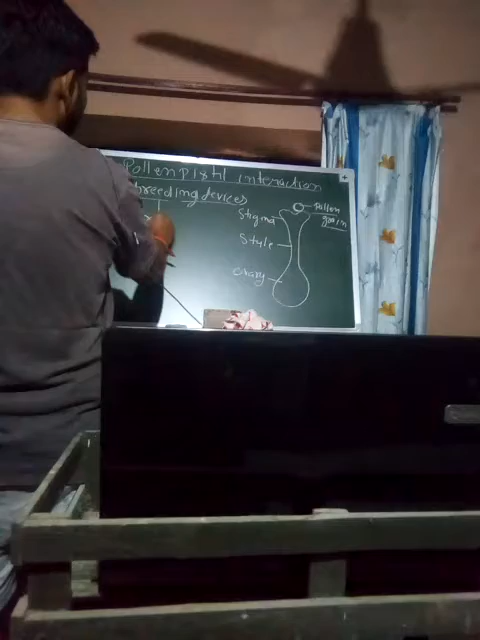 Pollen pistil interaction
breeding devices
Pollen
grain
Stigma
Style
ovary